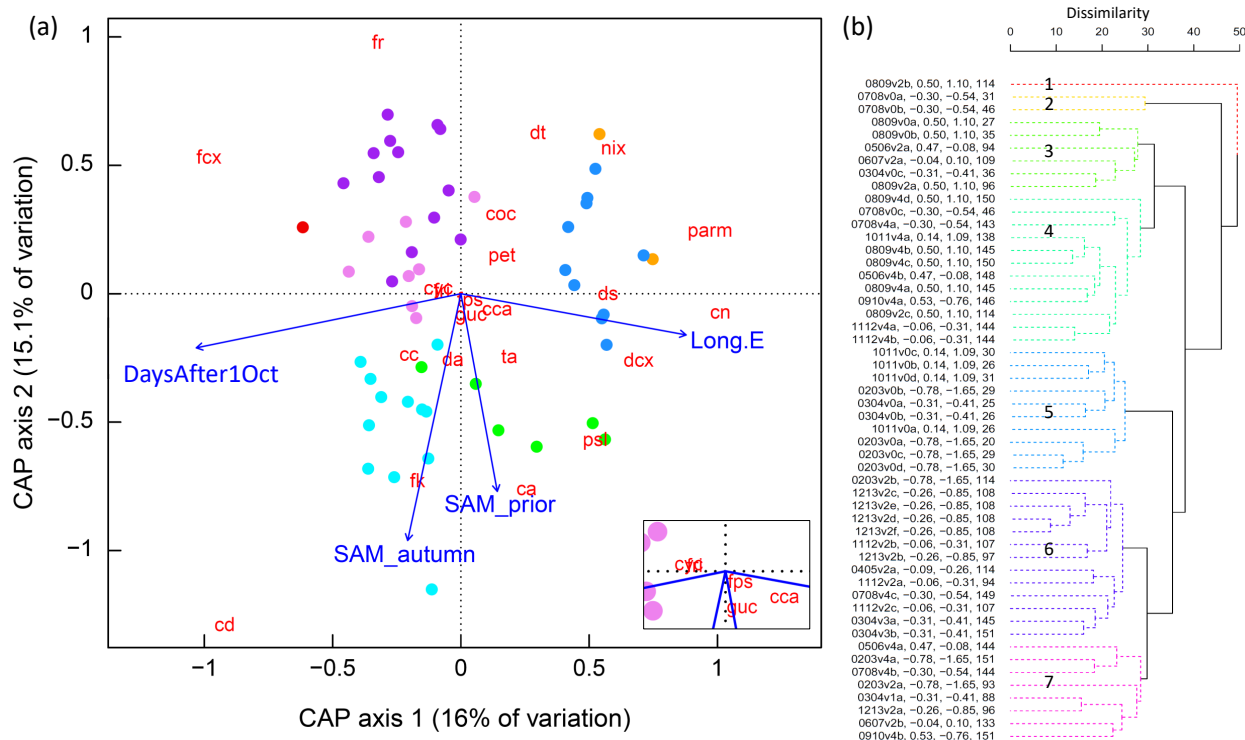 (a)
1
0.5
0
−0.5
−1
CAP axis 2 (15.1% of variation)
fr
fcx
dt
nix
coc
parm
pet
ds
cn
ps
cca
guc
cc
da
ta
dcx
psl
fk
ca
cd
DaysAfter1Oct
Long.E
SAM_prior
SAM_autumn
fps
cca
guc
−1
−0.5
0
0.5
1
CAP axis 1 (16% of variation)
(b)
Dissimilarity
0 10 20 30 40 50
0809v2b, 0.50, 1.10, 114
0708v0a, −0.30, −0.54, 31
0708v0b, −0.30, −0.54, 46
0809v0a, 0.50, 1.10, 27
0809v0b, 0.50, 1.10, 35
0506v2a, 0.47, −0.08, 94
0607v2a, −0.04, 0.10, 109
0304v0c, −0.31, −0.41, 36
0809v2a, 0.50, 1.10, 96
0809v4d, 0.50, 1.10, 150
0708v0c, −0.30, −0.54, 46
0708v4a, −0.30, −0.54, 143
1011v4a, 0.14, 1.09, 138
0809v4b, 0.50, 1.10, 145
0809v4c, 0.50, 1.10, 150
0506v4b, 0.47, −0.08, 148
0809v4a, 0.50, 1.10, 145
0910v4a, 0.53, −0.76, 146
0809v2c, 0.50, 1.10, 114
1112v4a, −0.06, −0.31, 144
1112v4b, −0.06, −0.31, 144
1011v0c, 0.14, 1.09, 30
1011v0b, 0.14, 1.09, 26
1011v0d, 0.14, 1.09, 31
0203v0b, −0.78, −1.65, 29
0304v0a, −0.31, −0.41, 25
0304v0b, −0.31, −0.41, 26
1011v0a, 0.14, 1.09, 26
0203v0a, −0.78, −1.65, 20
0203v0c, −0.78, −1.65, 29
0203v0d, −0.78, −1.65, 30
0203v2b, −0.78, −1.65, 114
1213v2c, −0.26, −0.85, 108
1213v2e, −0.26, −0.85, 108
1213v2d, −0.26, −0.85, 108
1213v2f, −0.26, −0.85, 108
1112v2b, −0.06, −0.31, 107
1213v2b, −0.26, −0.85, 97
0405v2a, −0.09, −0.26, 114
1112v2a, −0.06, −0.31, 94
0708v4c, −0.30, −0.54, 149
1112v2c, −0.06, −0.31, 107
0304v3a, −0.31, −0.41, 145
0304v3b, −0.31, −0.41, 151
0506v4a, 0.47, −0.08, 144
0203v4a, −0.78, −1.65, 151
0708v4b, −0.30, −0.54, 144
0203v2a, −0.78, −1.65, 93
0304v1a, −0.31, −0.41, 88
1213v2a, −0.26, −0.85, 96
0607v2b, −0.04, 0.10, 133
0910v4b, 0.53, −0.76, 151
1
2
3
4
5
6
7